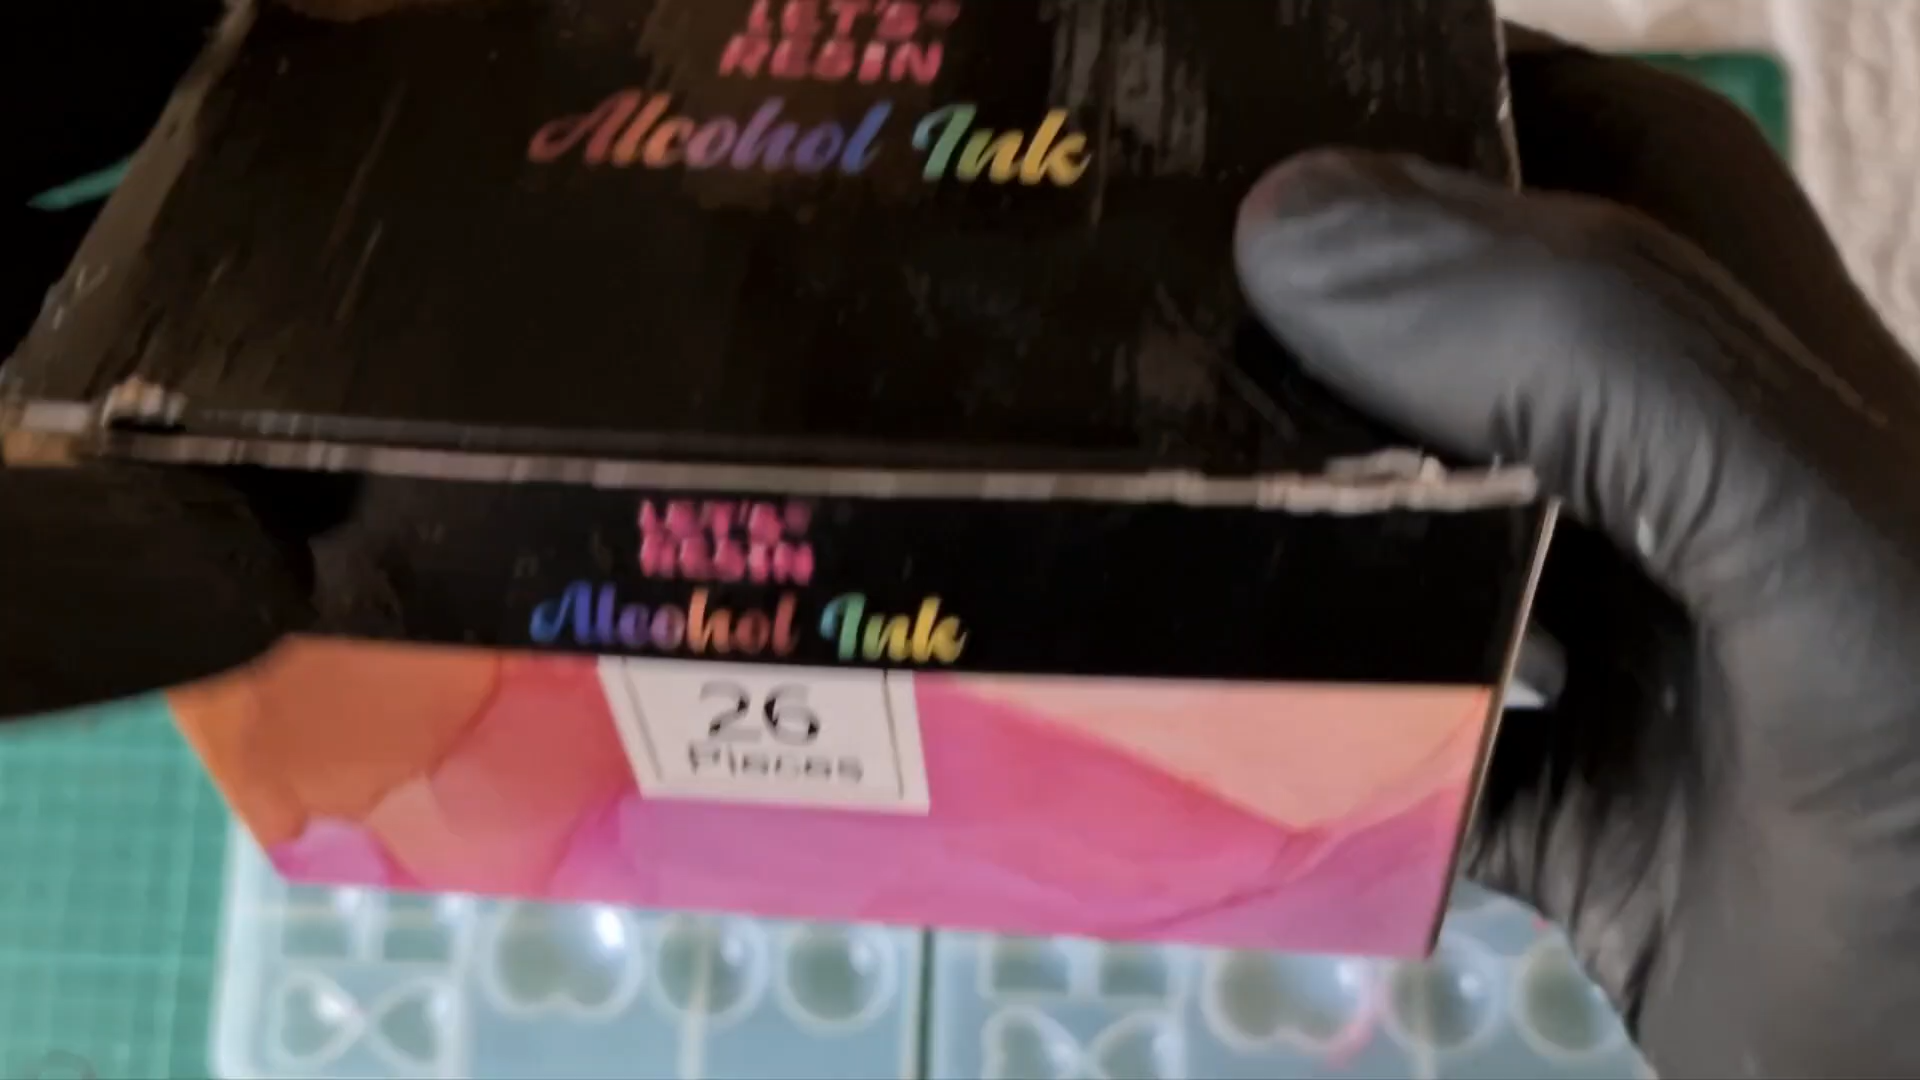 LET'S
RESIN
Alcohol Ink
LET'S
RESIN
Alcohol Ink
26
Pieces